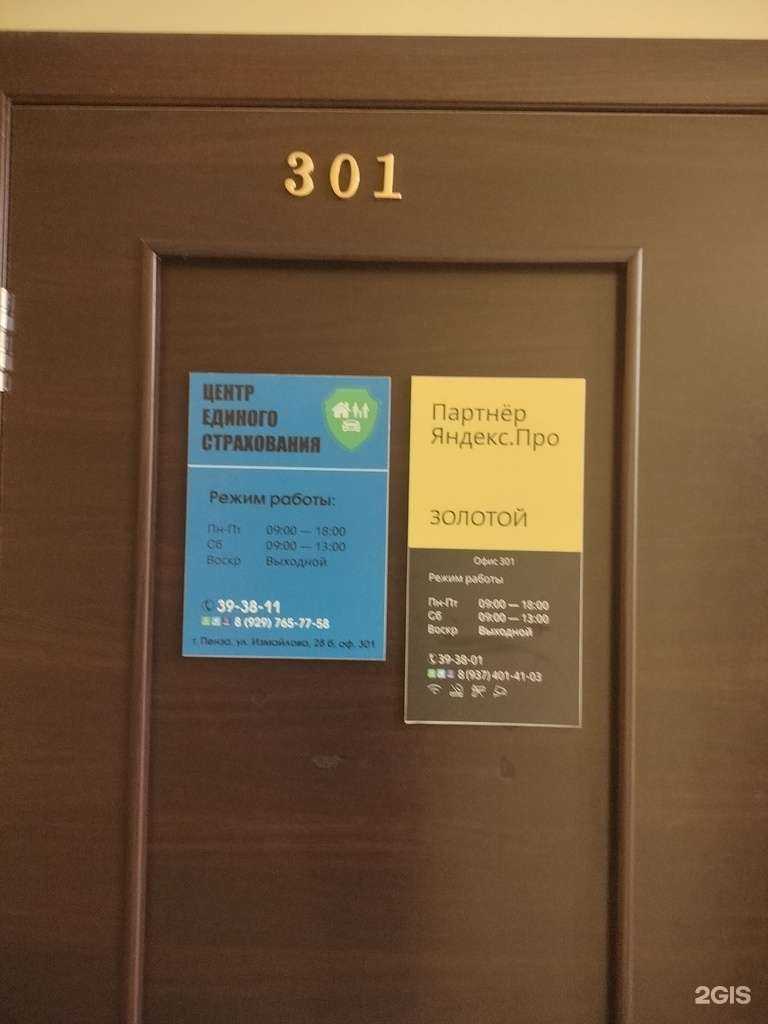 301
ЦЕНТР
ЕДИНОГО
СТРАХОВАНИЯ
Режим работы:
Пн-Пт 09:00 — 18:00
Сб 09:00 — 13:00
Воскр Выходной
39-38-11
8 (929) 765-77-58
г. Пенза, ул. Измайлова, 28 б, оф. 301
Партнёр
Яндекс.Про
ЗОЛОТОЙ
Офис 301
Режим работы
Пн-Пт 09:00 — 18:00
Сб 09:00 — 13:00
Воскр Выходной
39-38-01
8 (937) 401-41-03
2GIS